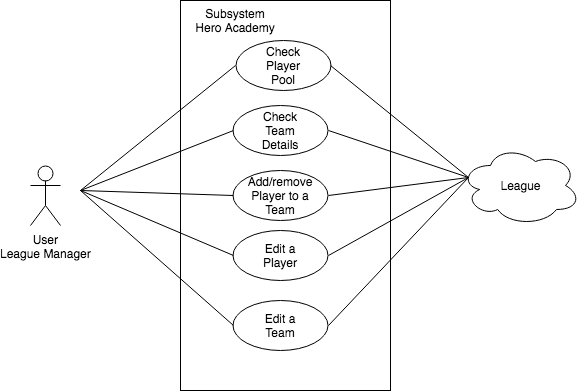 Subsystem
Hero Academy
Check
Player
Pool
Check
Team
Details
Add/remove
Player to a
Team
Edit a
Player
Edit a
Team
User
League Manager
League